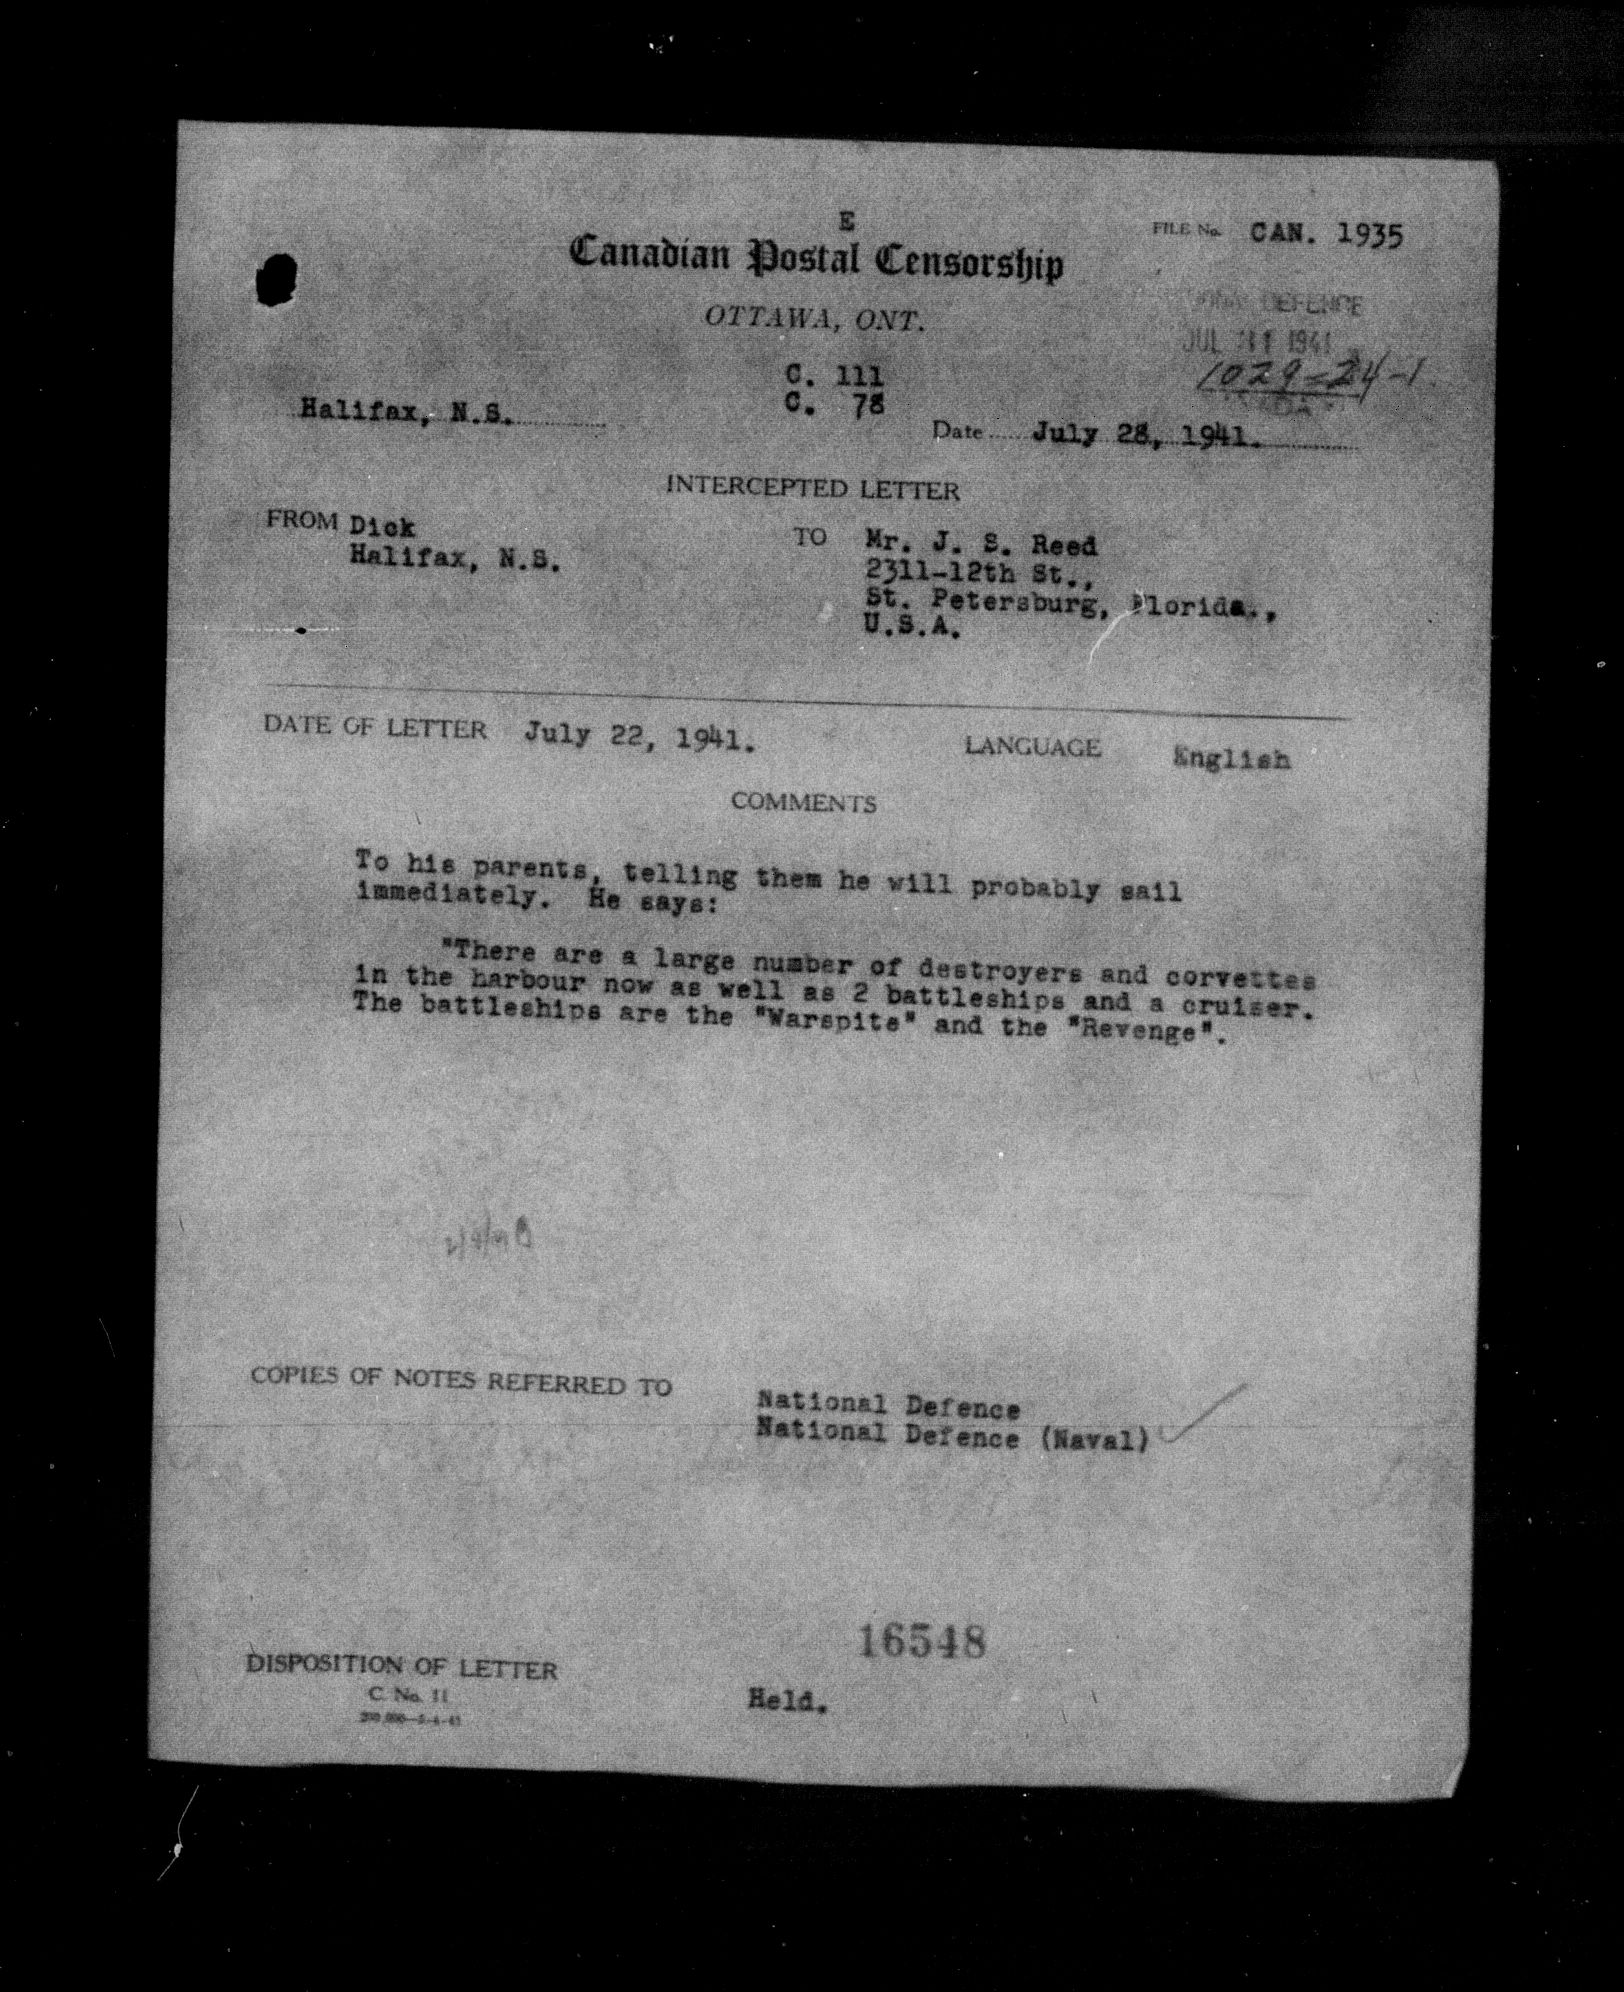 E
Canadian Postal Censorship
FILE No. CAN. 1935
OTTAWA, ONT.
DEFENCE
JUL 1941
1029-24-1
C. 111
C. 78
Halifax, N.S.
Date July 28, 1941.
INTERCEPTED LETTER
FROM Dick
Halifax, N.S.
TO Mr. J. S. Reed
2311-12th St.,
St. Petersburg, Florida.,
U.S.A.
DATE OF LETTER July 22, 1941.
LANGUAGE English
COMMENTS
To his parents, telling them he will probably sail
immediately. He says:
"There are a large number of destroyers and corvettes
in the harbour now as well as 2 battleships and a cruiser.
The battleships are the "Warspite" and the "Revenge".
COPIES OF NOTES REFERRED TO
National Defence
National Defence (Naval)
16548
DISPOSITION OF LETTER
C. No. 11
Held.